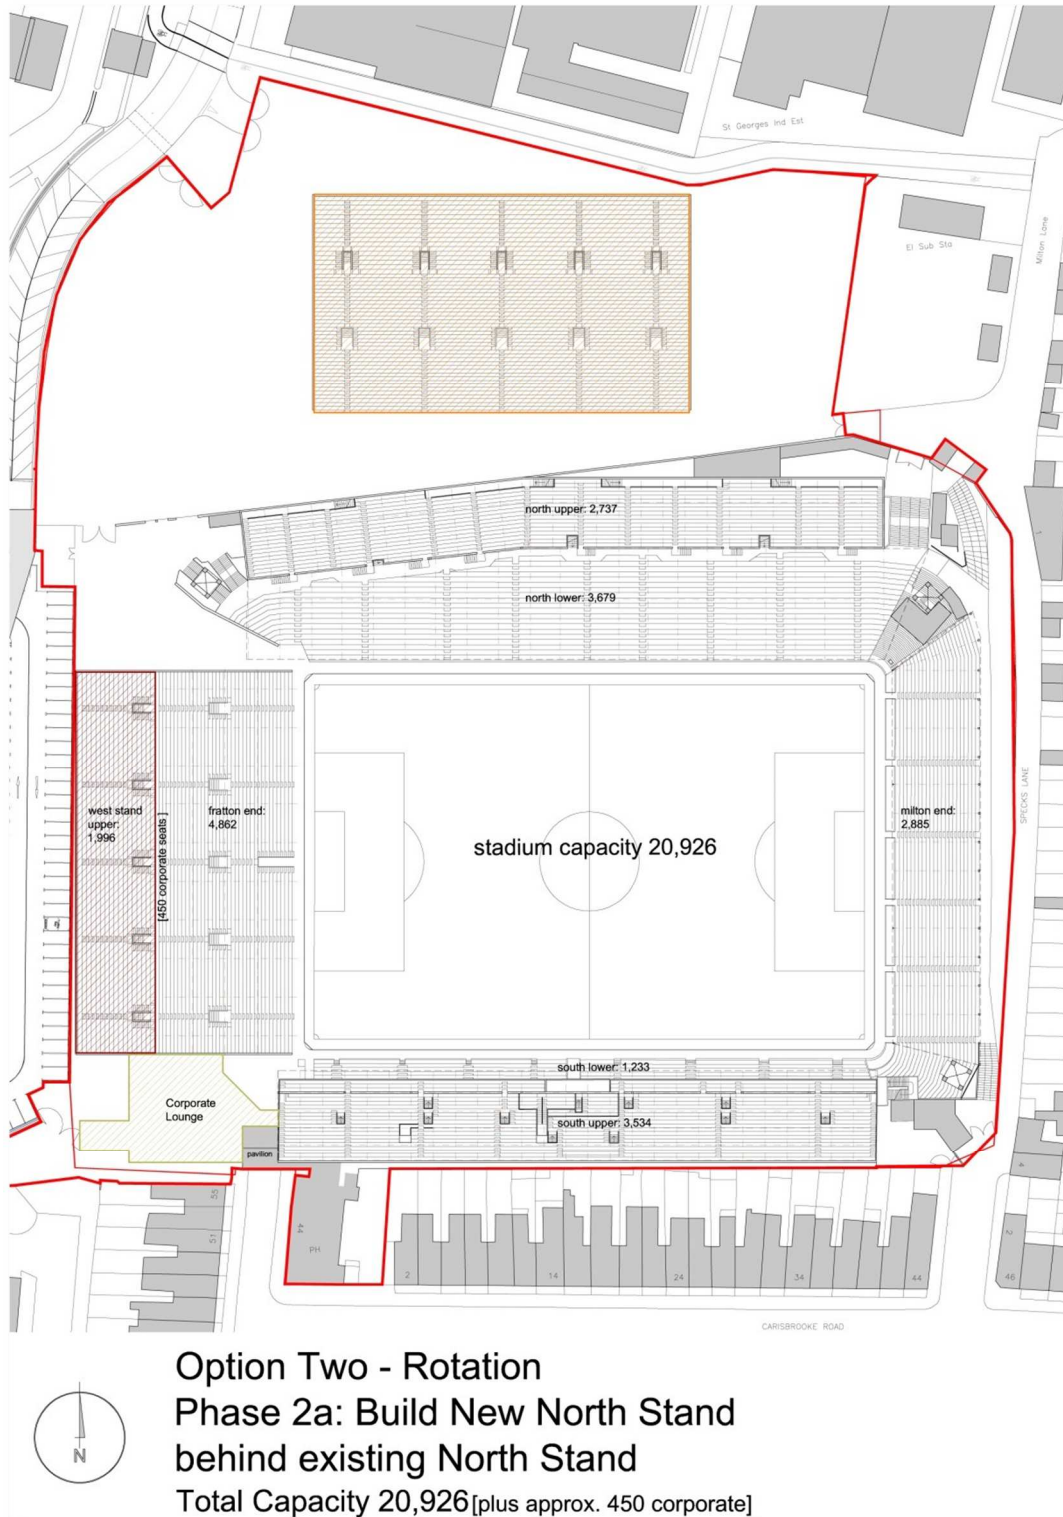 St Georges Ind Est
El Sub Sta
Milton Lane
north upper: 2,737
1
north lower: 3,679
SPECKS LANE
west stand
upper:
1,996
[450 corporate seats ]
fratton end:
4,862
stadium capacity 20,926
milton end:
2,885
south lower: 1,233
Corporate
Lounge
south upper: 3,534
pavilion
55
51
44
PH
2
14
24
34
44
4
2
46
CARISBROOKE ROAD
N
Option Two - Rotation
Phase 2a: Build New North Stand
behind existing North Stand
Total Capacity 20,926 [plus approx. 450 corporate]